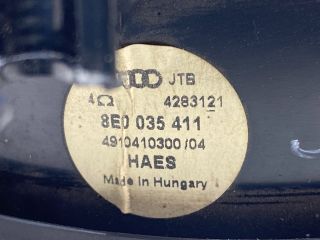 JTB
4Ω 4283121
8E0 035 411
4910410300/04
HAES
Made in Hungary